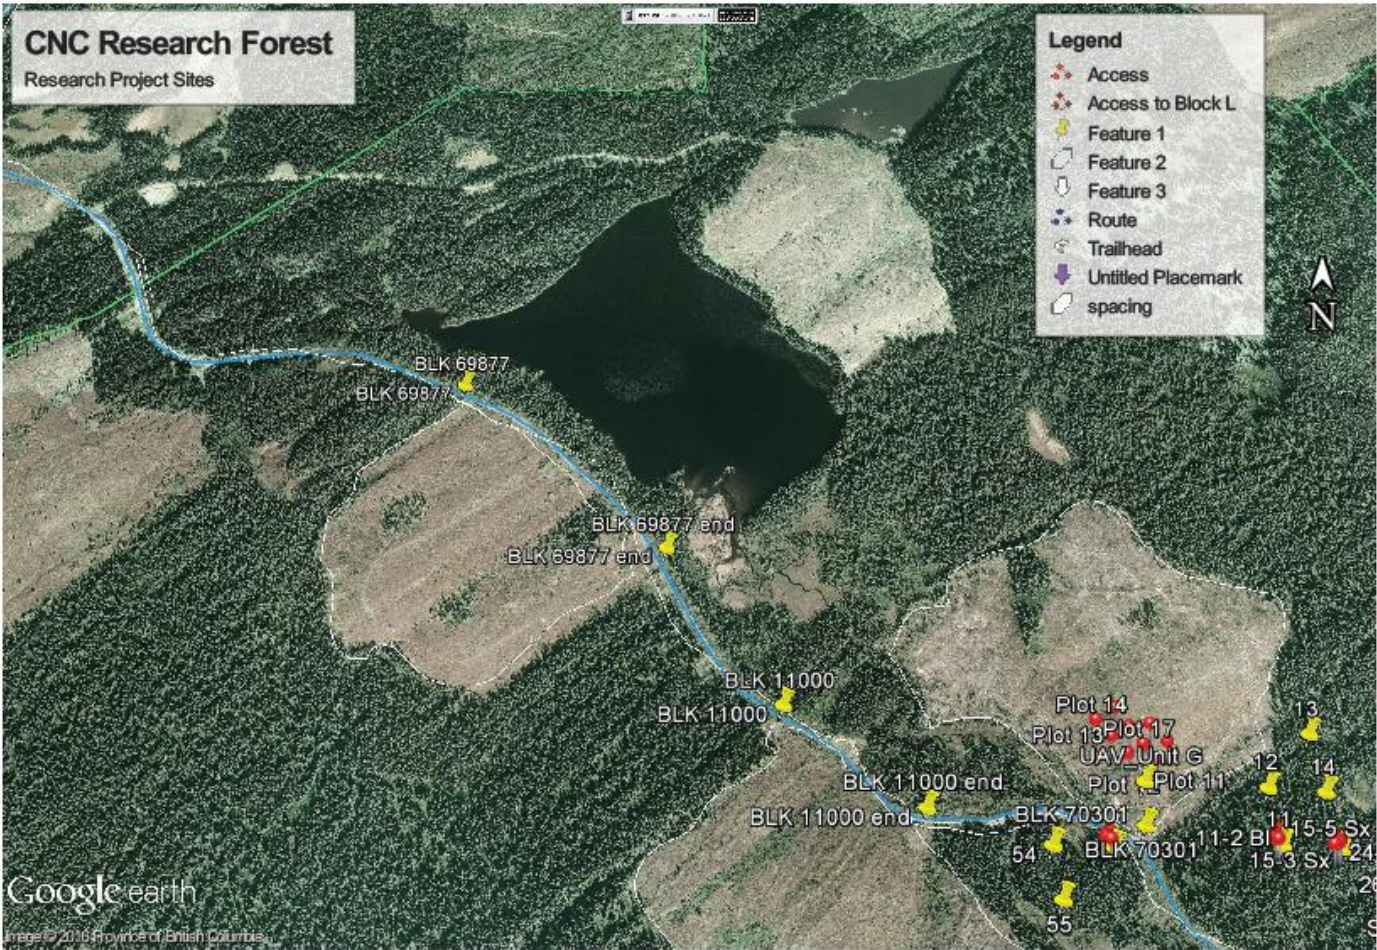 CNC Research Forest
Research Project Sites
Legend
Access
Access to Block L
Feature 1
Feature 2
Feature 3
Route
Trailhead
Untitled Placemark
spacing
N
BLK 69877
BLK 69877
BLK 69877 end
BLK 69877 end
BLK 11000
BLK 11000
BLK 11000 end
BLK 11000 end
Plot 14
Plot 13 Plot 17
UAV_Unit G
Plot Plot 11
BLK 70301
BLK 70301
54
55
13
12
14
11
11-2 Bl 15-5 Sx
15-3 Sx
24
Google earth
Image © 2016 Province of British Columbia